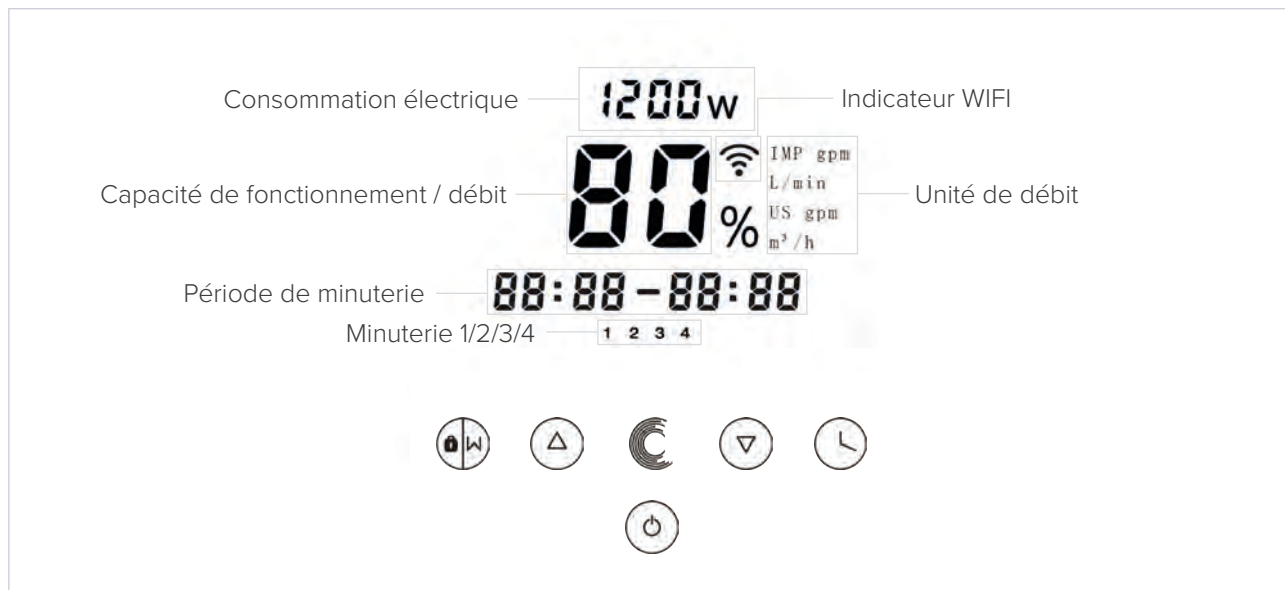 Consommation électrique
1200W
Indicateur WIFI
Capacité de fonctionnement / débit
80
%
IMP gpm
L/min
US gpm
m³/h
Unité de débit
Période de minuterie
88:88-88:88
Minuterie 1/2/3/4
1 2 3 4